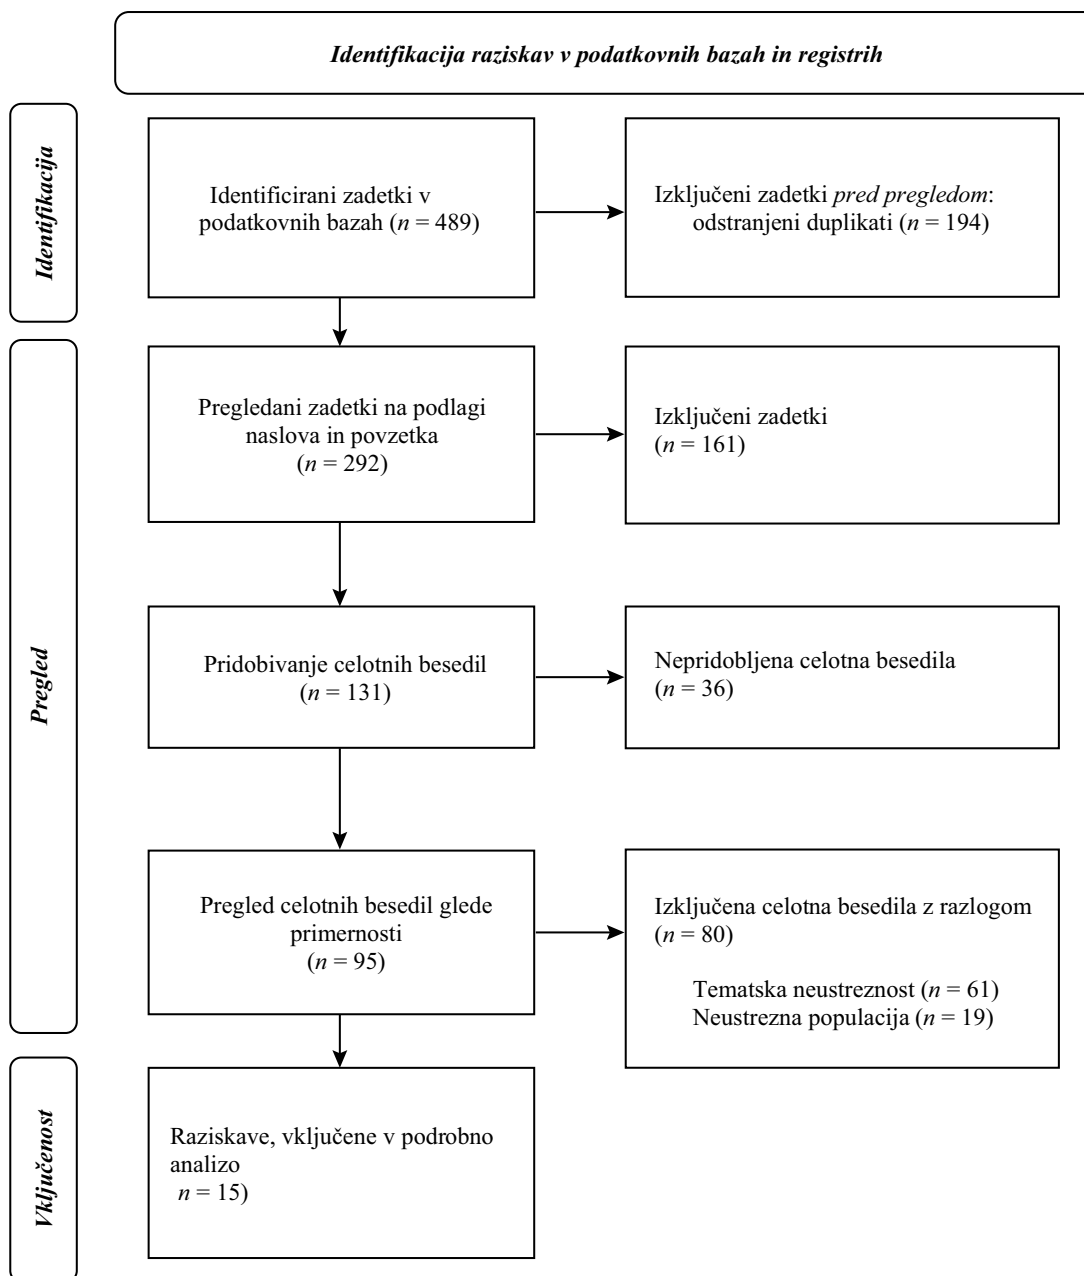 Identifikacija raziskav v podatkovnih bazah in registrih
Identifikacija
Identificirani zadetki v
podatkovnih bazah (n = 489)
Izključeni zadetki pred pregledom:
odstranjeni duplikati (n = 194)
Pregled
Pregledani zadetki na podlagi
naslova in povzetka
(n = 292)
Izključeni zadetki
(n = 161)
Pridobivanje celotnih besedil
(n = 131)
Nepridobljena celotna besedila
(n = 36)
Pregled celotnih besedil glede
primernosti
(n = 95)
Izključena celotna besedila z razlogom
(n = 80)
Tematska neustreznost (n = 61)
Neustrezna populacija (n = 19)
Vključenost
Raziskave, vključene v podrobno
analizo
n = 15)